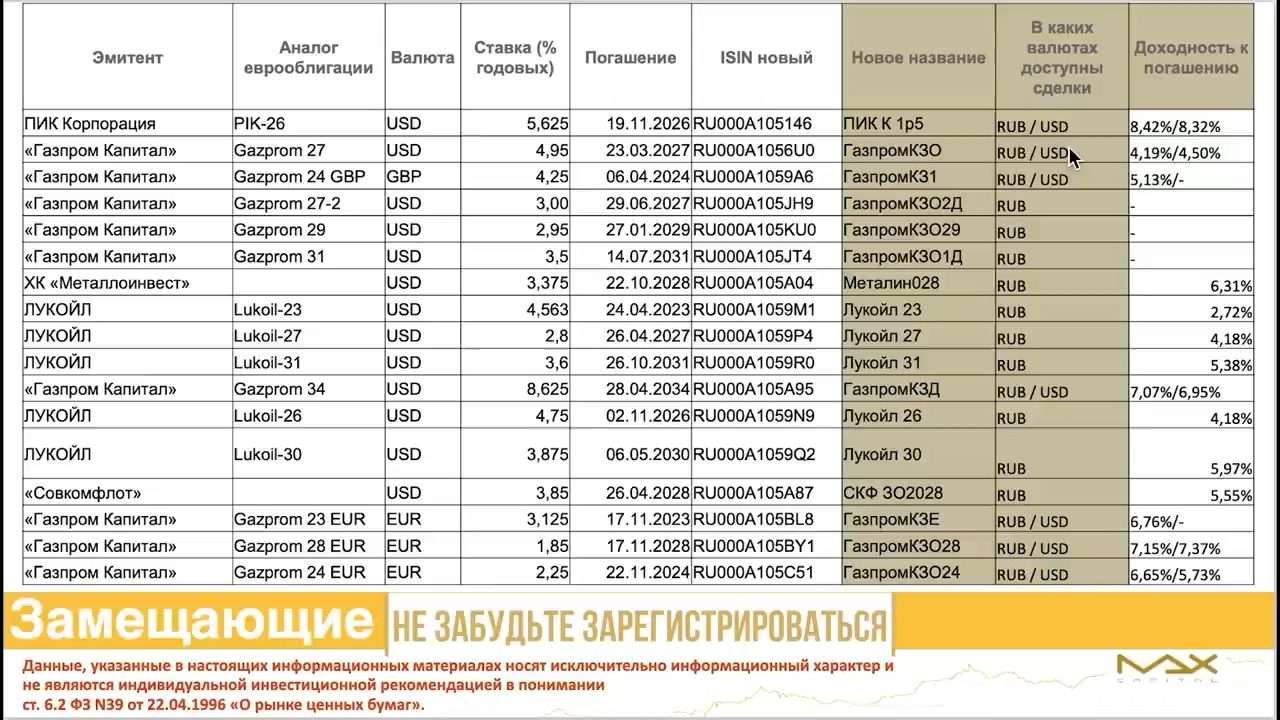 Эмитент Аналог еврооблигации Валюта Ставка (% годовых) Погашение ISIN новый Новое название В каких валютах доступны сделки Доходность к погашению
ПИК Корпорация PIK-26 USD 5,625 19.11.2026 RU000A105146 ПИК К 1р5 RUB / USD 8,42%/8,32%
«Газпром Капитал» Gazprom 27 USD 4,95 23.03.2027 RU000A1056U0 ГазпромКЗО RUB / USD 4,19%/4,50%
«Газпром Капитал» Gazprom 24 GBP GBP 4,25 06.04.2024 RU000A1059A6 ГазпромКЗ1 RUB / USD 5,13%/-
«Газпром Капитал» Gazprom 27-2 USD 3,00 29.06.2027 RU000A105JH9 ГазпромКЗО2Д RUB -
«Газпром Капитал» Gazprom 29 USD 2,95 27.01.2029 RU000A105KU0 ГазпромКЗО29 RUB -
«Газпром Капитал» Gazprom 31 USD 3,5 14.07.2031 RU000A105JT4 ГазпромКЗО1Д RUB -
ХК «Металлоинвест» USD 3,375 22.10.2028 RU000A105A04 Металин028 RUB 6,31%
ЛУКОЙЛ Lukoil-23 USD 4,563 24.04.2023 RU000A1059M1 Лукойл 23 RUB 2,72%
ЛУКОЙЛ Lukoil-27 USD 2,8 26.04.2027 RU000A1059P4 Лукойл 27 RUB 4,18%
ЛУКОЙЛ Lukoil-31 USD 3,6 26.10.2031 RU000A1059R0 Лукойл 31 RUB 5,38%
«Газпром Капитал» Gazprom 34 USD 8,625 28.04.2034 RU000A105A95 ГазпромКЗД RUB / USD 7,07%/6,95%
ЛУКОЙЛ Lukoil-26 USD 4,75 02.11.2026 RU000A1059N9 Лукойл 26 RUB 4,18%
ЛУКОЙЛ Lukoil-30 USD 3,875 06.05.2030 RU000A1059Q2 Лукойл 30 RUB 5,97%
«Совкомфлот» USD 3,85 26.04.2028 RU000A105A87 СКФ ЗО2028 RUB 5,55%
«Газпром Капитал» Gazprom 23 EUR EUR 3,125 17.11.2023 RU000A105BL8 ГазпромКЗЕ RUB / USD 6,76%/-
«Газпром Капитал» Gazprom 28 EUR EUR 1,85 17.11.2028 RU000A105BY1 ГазпромКЗО28 RUB / USD 7,15%/7,37%
«Газпром Капитал» Gazprom 24 EUR EUR 2,25 22.11.2024 RU000A105C51 ГазпромКЗО24 RUB / USD 6,65%/5,73%
Замещающие
НЕ ЗАБУДЬТЕ ЗАРЕГИСТРИРОВАТЬСЯ
Данные, указанные в настоящих информационных материалах носят исключительно информационный характер и
не являются индивидуальной инвестиционной рекомендацией в понимании
ст. 6.2 ФЗ N39 от 22.04.1996 «О рынке ценных бумаг».
MAX
CAPITAL